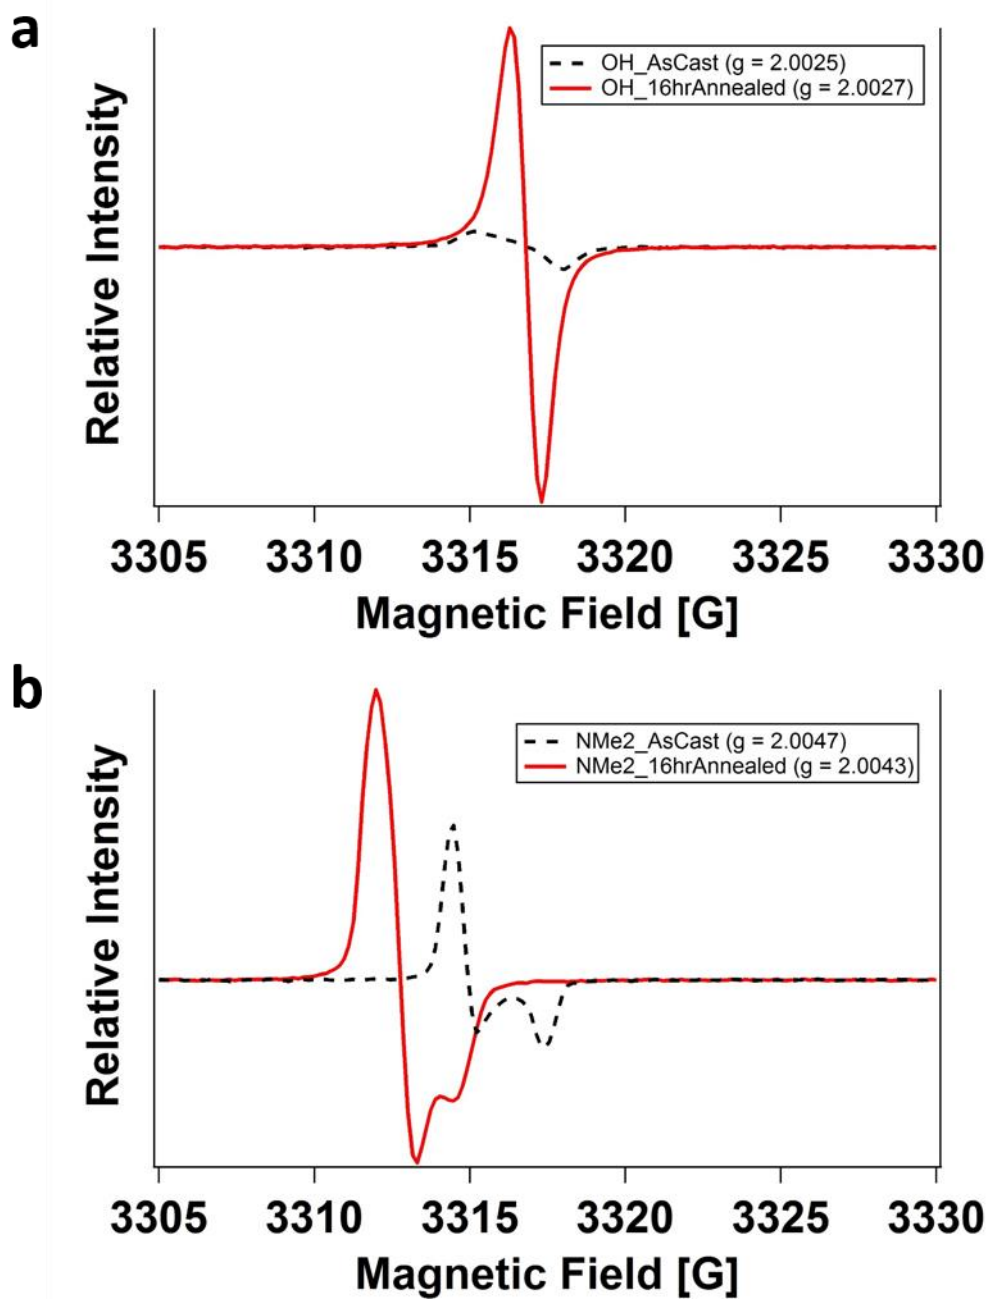 a
OH_AsCast (g = 2.0025)
OH_16hrAnnealed (g = 2.0027)
Relative Intensity
3305 3310 3315 3320 3325 3330
Magnetic Field [G]
b
NMe2_AsCast (g = 2.0047)
NMe2_16hrAnnealed (g = 2.0043)
Relative Intensity
3305 3310 3315 3320 3325 3330
Magnetic Field [G]